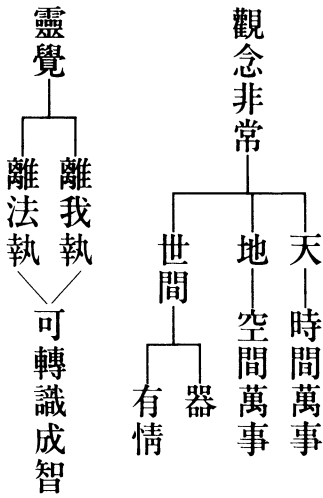 觀念非常
天
時間萬事
地
空間萬事
世間
器
有情
靈覺
離我執
離法執
可轉識成智